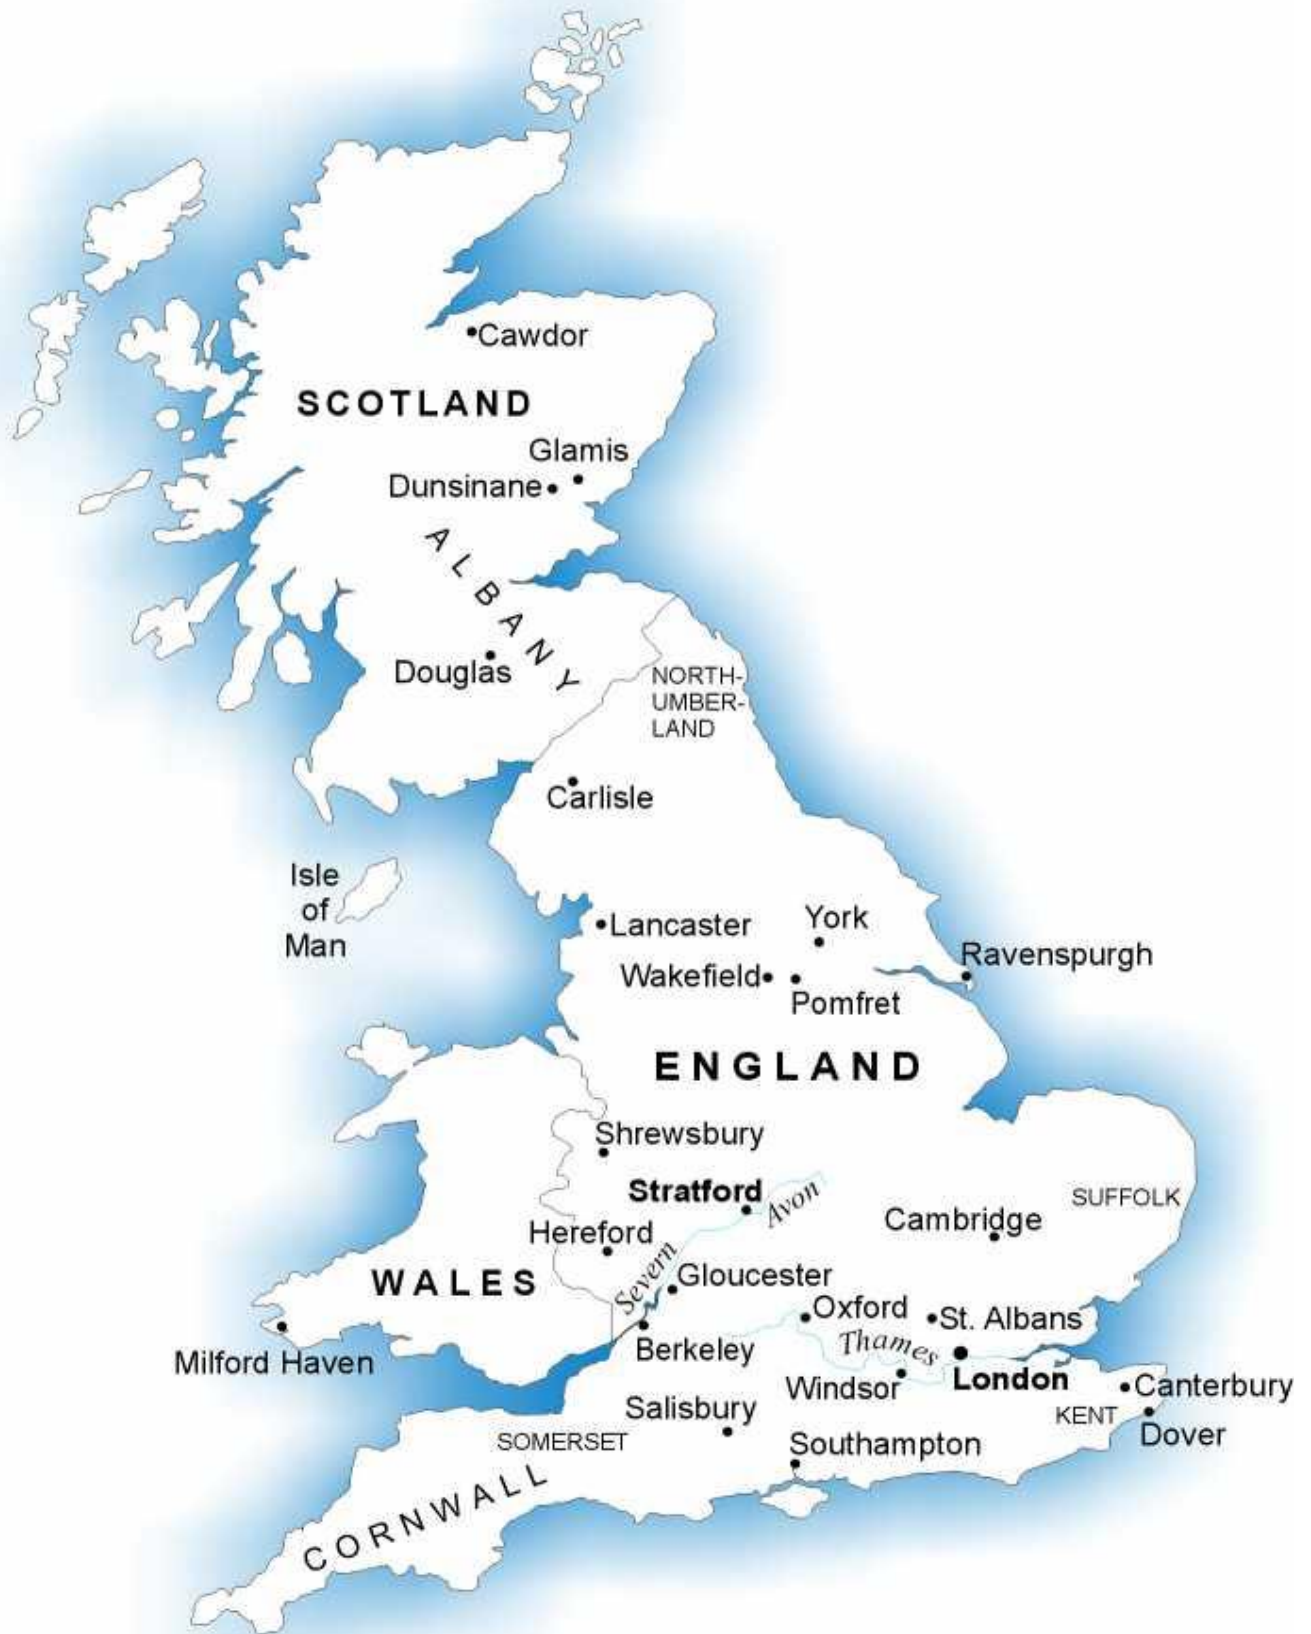 Cawdor
SCOTLAND
Glamis
Dunsinane
ALBANY
Douglas
NORTH-
UMBER-
LAND
Carlisle
Isle
of
Man
Lancaster
York
Ravenspurgh
Wakefield
Pomfret
ENGLAND
Shrewsbury
Stratford
Avon
SUFFOLK
Cambridge
Hereford
Severn
WALES
Gloucester
Oxford
St. Albans
Thames
Berkeley
Milford Haven
London
Windsor
Canterbury
Salisbury
KENT
Dover
SOMERSET
Southampton
CORNWALL